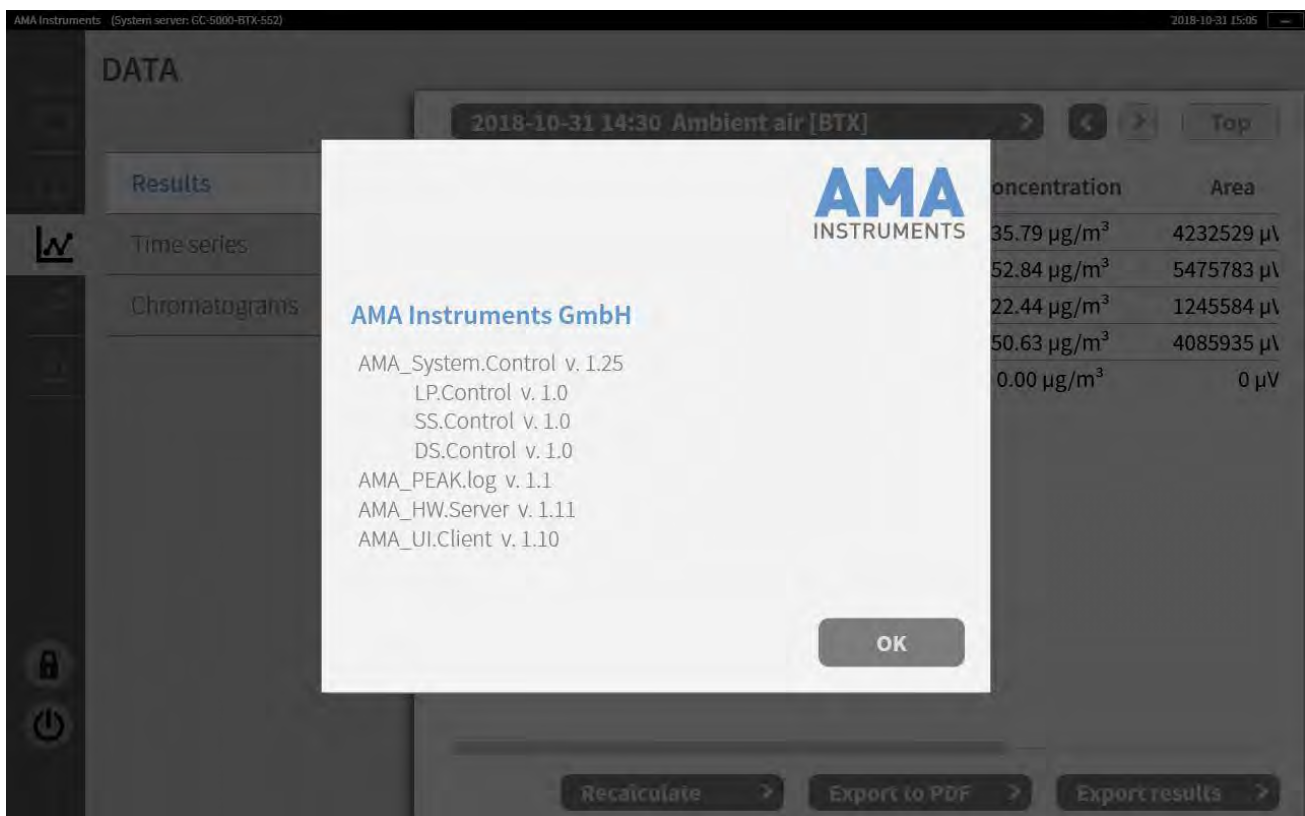 AMA Instruments (System server: GC-5000-BTX-552) 2018-10-31 15:05
DATA
2018-10-31 14:30 Ambient air [BTX] > < > Top
Results
Time series
Chromatograms
AMA
INSTRUMENTS
AMA Instruments GmbH
AMA_System.Control v. 1.25
LP.Control v. 1.0
SS.Control v. 1.0
DS.Control v. 1.0
AMA_PEAK.log v. 1.1
AMA_HW.Server v. 1.11
AMA_UI.Client v. 1.10
OK
oncentration Area
35.79 µg/m³ 4232529 µ\
52.84 µg/m³ 5475783 µ\
22.44 µg/m³ 1245584 µ\
50.63 µg/m³ 4085935 µ\
0.00 µg/m³ 0 µV
Recalculate > Export to PDF > Export results >